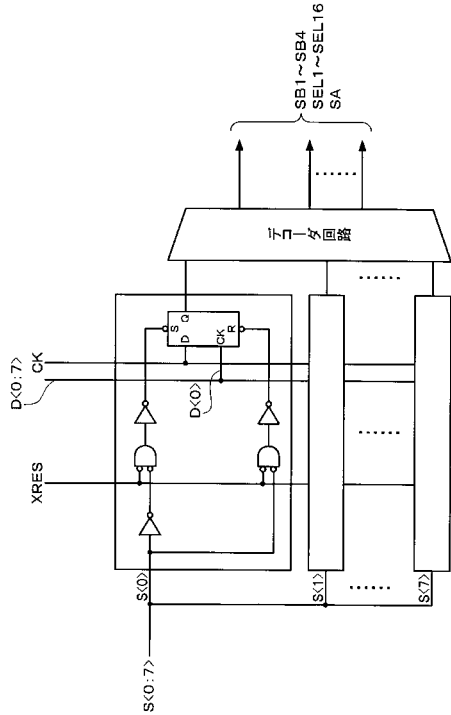 D<0:7>
CK
XRES
S<0:7>
S<0>
D<0>
S
D
Q
CK
R
デコーダ回路
SB1～SB4
SEL1～SEL16
SA
S<1>
S<7>